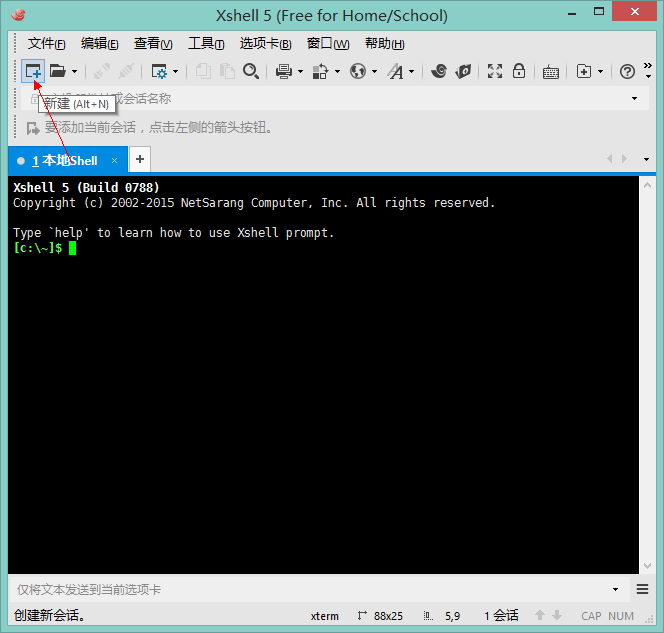 Xshell 5 (Free for Home/School)
文件(F) 编辑(E) 查看(V) 工具(T) 选项卡(B) 窗口(W) 帮助(H)
新建 (Alt+N)
或会话名称
要添加当前会话，点击左侧的箭头按钮。
1 本地Shell × +
Xshell 5 (Build 0788)
Copyright (c) 2002-2015 NetSarang Computer, Inc. All rights reserved.
Type `help' to learn how to use Xshell prompt.
[c:\~]$
仅将文本发送到当前选项卡
创建新会话。 xterm 88x25 5,9 1 会话 CAP NUM